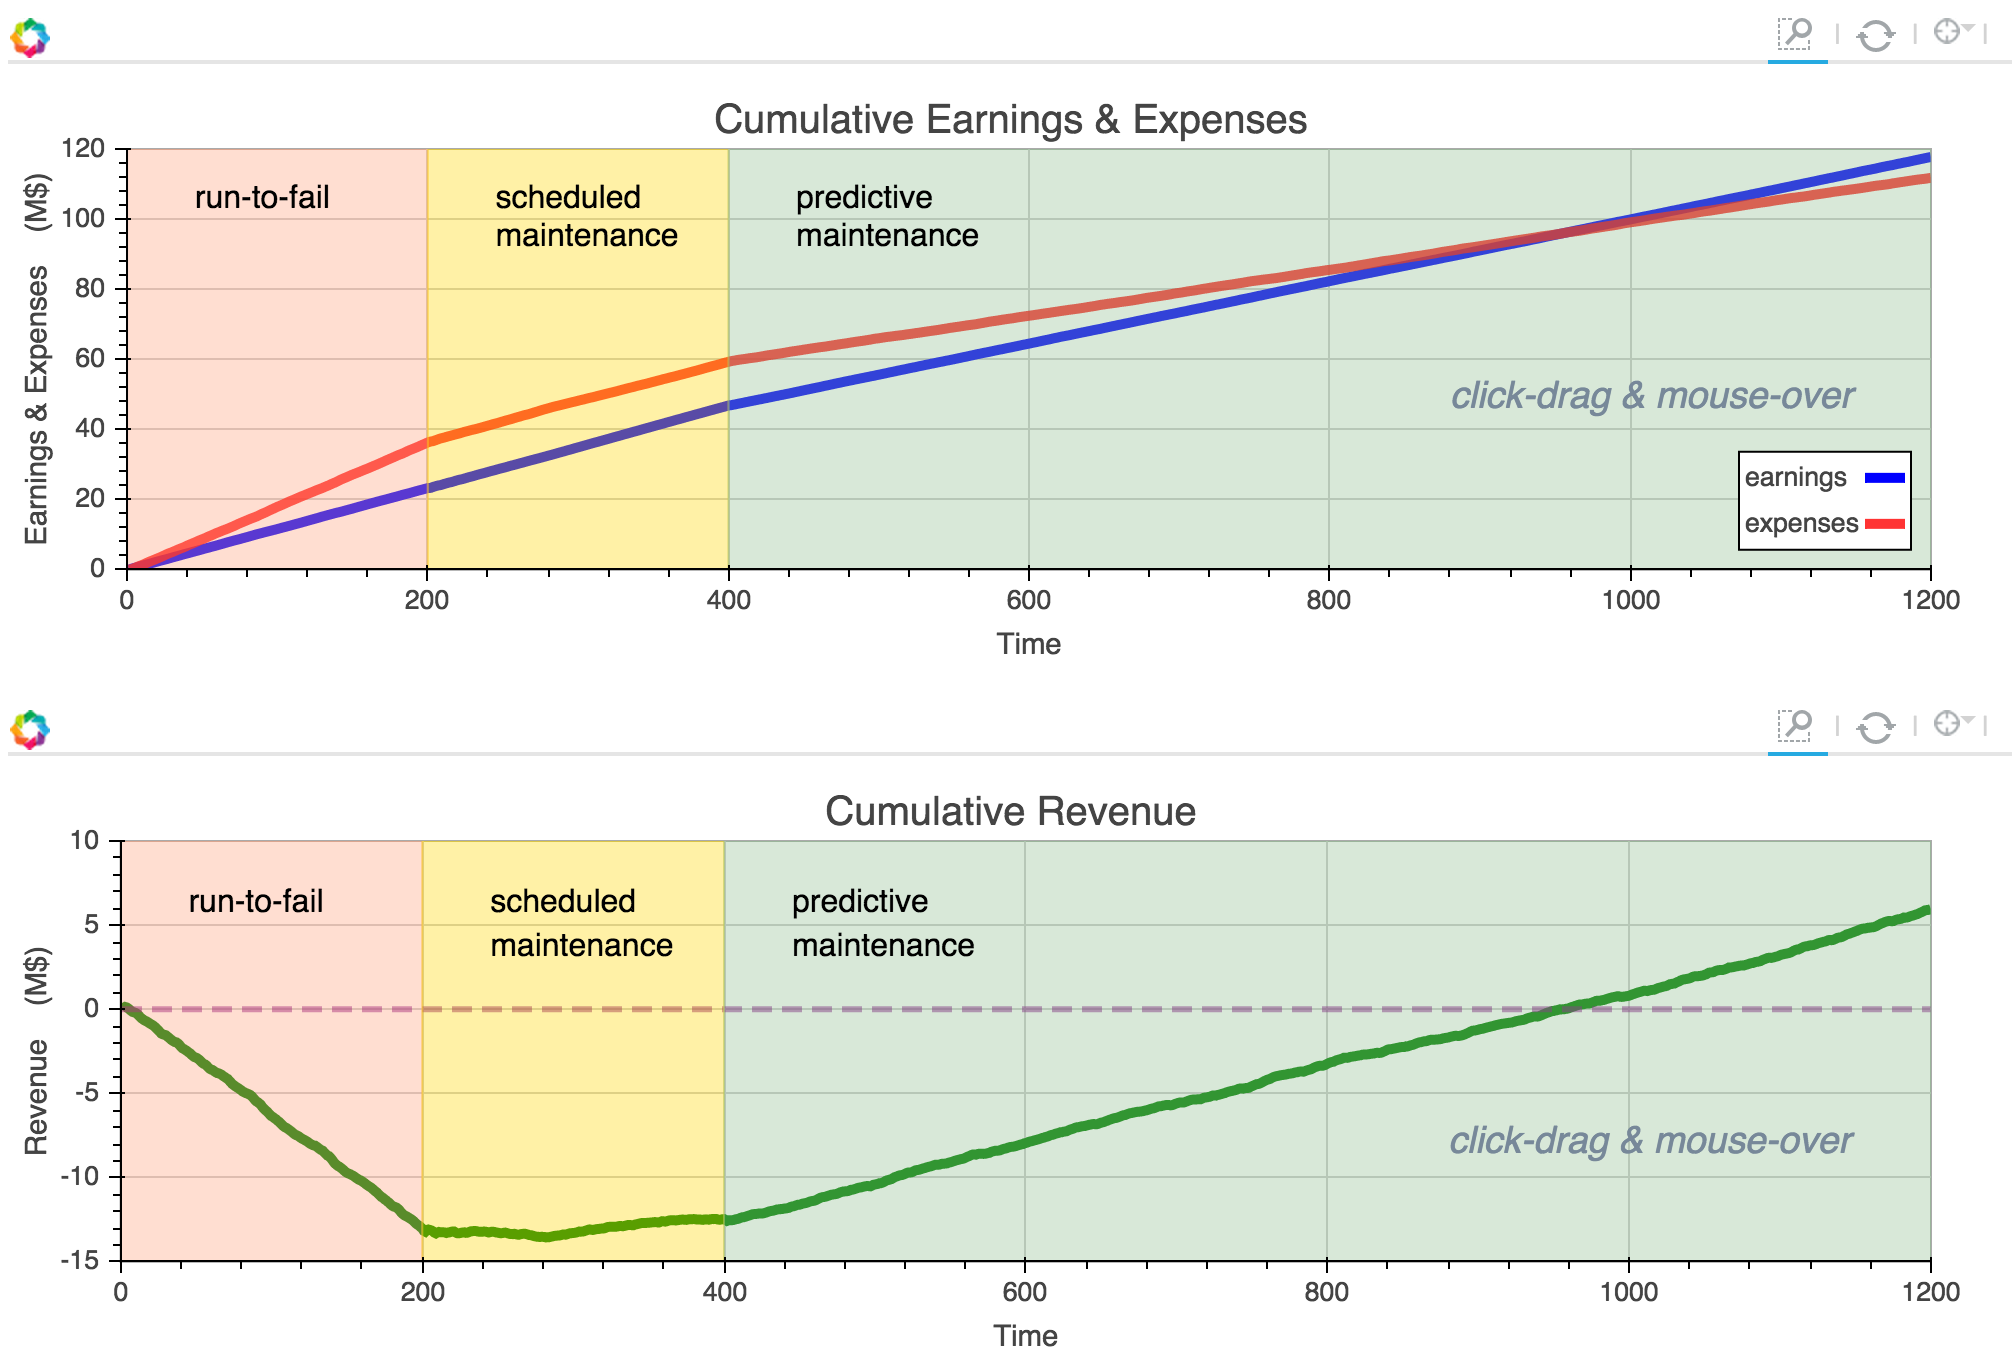 Cumulative Earnings & Expenses
Earnings & Expenses (M$)
120
100
80
60
40
20
0
run-to-fail
scheduled
maintenance
predictive
maintenance
click-drag & mouse-over
earnings
expenses
0 200 400 600 800 1000 1200
Time
Cumulative Revenue
Revenue (M$)
10
5
0
-5
-10
-15
run-to-fail
scheduled
maintenance
predictive
maintenance
click-drag & mouse-over
0 200 400 600 800 1000 1200
Time